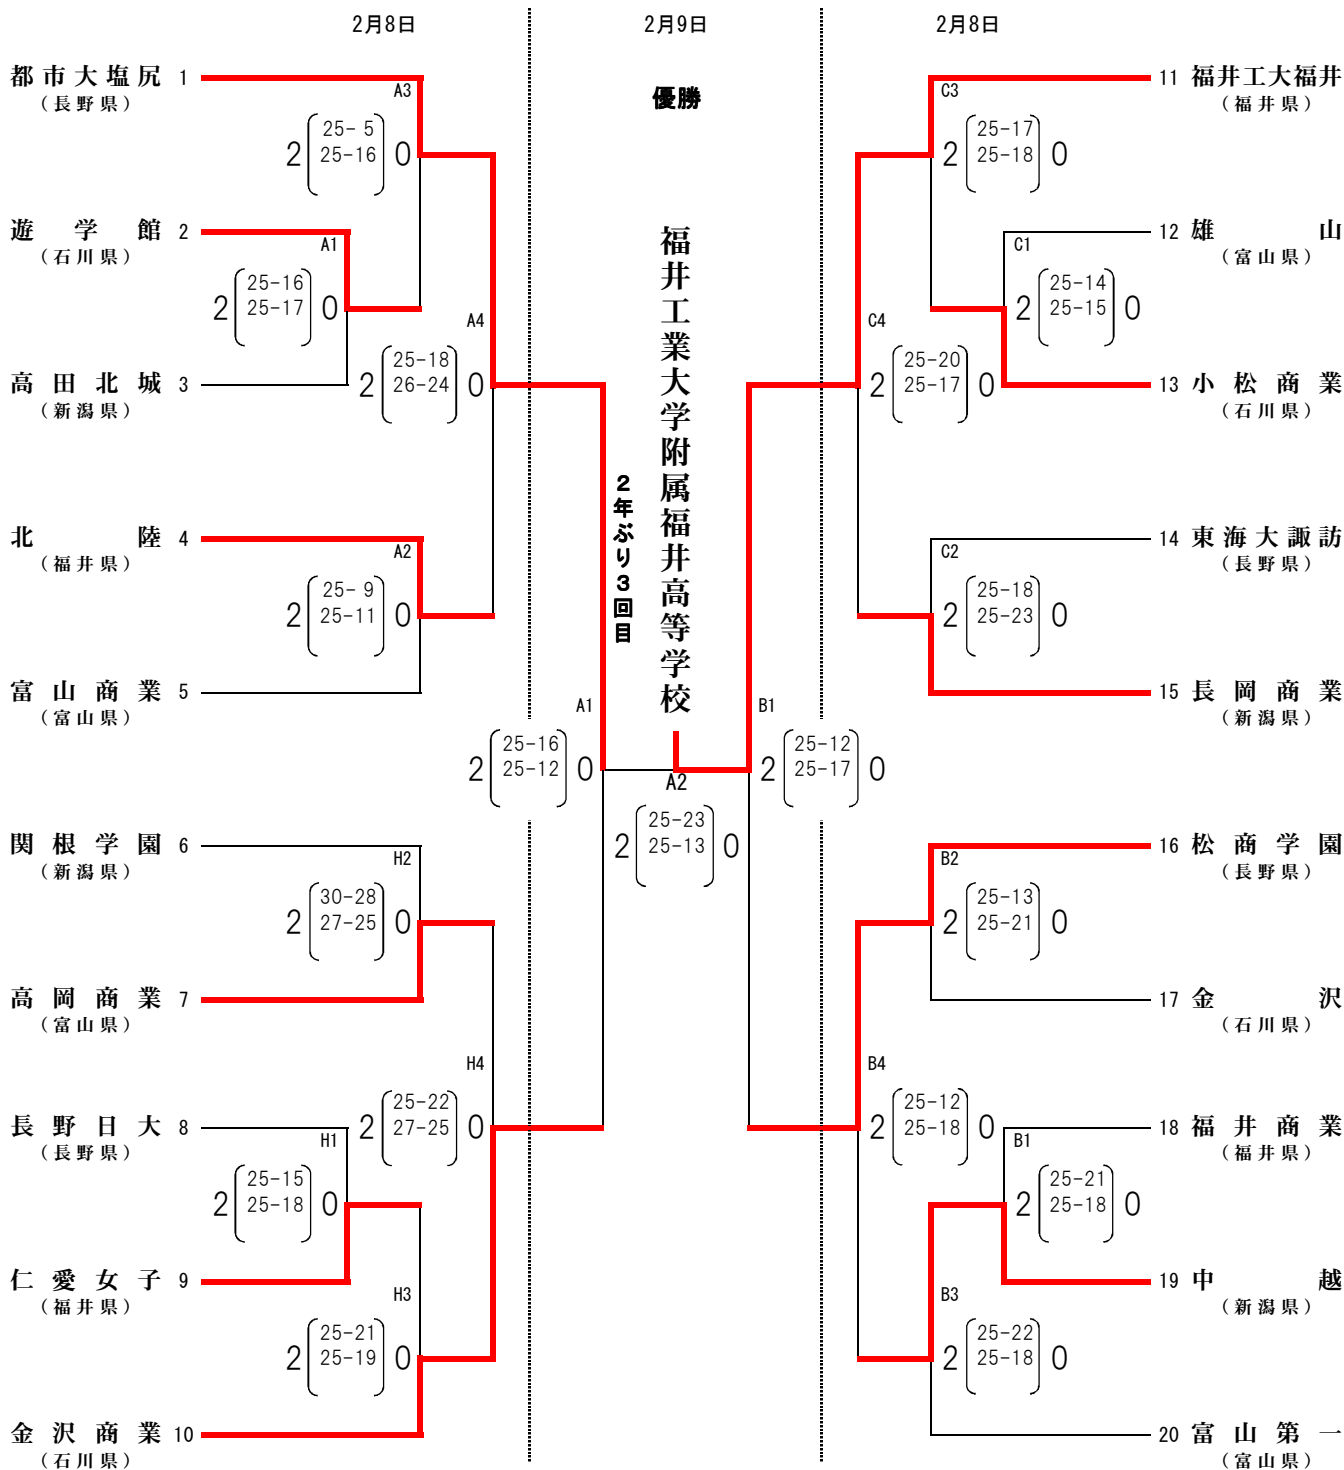 2月8日
2月9日
2月8日
優勝
福井工業大学附属福井高等学校
2年ぶり3回目
都市大塩尻 1
（長野県）
A3
2 25- 5 0
25-16
遊学館 2
（石川県）
A1
2 25-16 0
25-17
高田北城 3
（新潟県）
A4
2 25-18 0
26-24
北陸 4
（福井県）
A2
2 25- 9 0
25-11
富山商業 5
（富山県）
A1
2 25-16 0
25-12
関根学園 6
（新潟県）
H2
2 30-28 0
27-25
高岡商業 7
（富山県）
H4
2 25-22 0
27-25
長野日大 8
（長野県）
H1
2 25-15 0
25-18
仁愛女子 9
（福井県）
H3
2 25-21 0
25-19
金沢商業 10
（石川県）
A2
2 25-23 0
25-13
11 福井工大福井
（福井県）
C3
2 25-17 0
25-18
12 雄山
（富山県）
C1
2 25-14 0
25-15
13 小松商業
（石川県）
C4
2 25-20 0
25-17
14 東海大諏訪
（長野県）
C2
2 25-18 0
25-23
15 長岡商業
（新潟県）
B1
2 25-12 0
25-17
16 松商学園
（長野県）
B2
2 25-13 0
25-21
17 金沢
（石川県）
B4
2 25-12 0
25-18
18 福井商業
（福井県）
B1
2 25-21 0
25-18
19 中越
（新潟県）
B3
2 25-22 0
25-18
20 富山第一
（富山県）